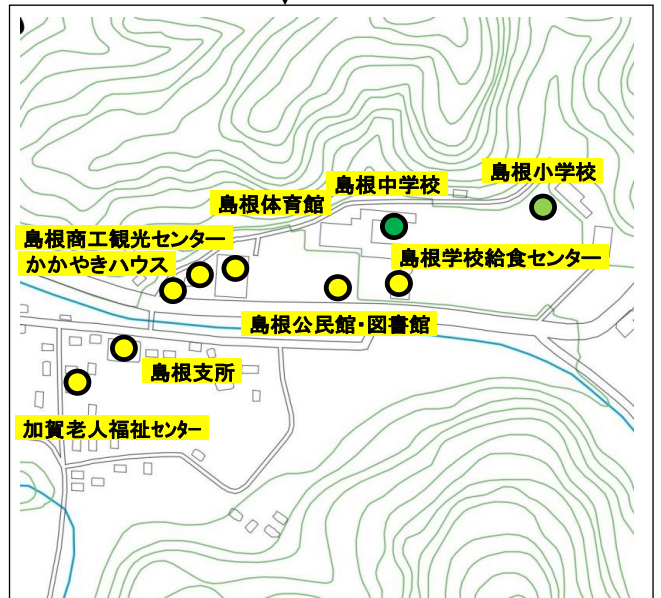 島根小学校
島根中学校
島根体育館
島根商工観光センター
かかやきハウス
島根学校給食センター
島根公民館・図書館
島根支所
加賀老人福祉センター